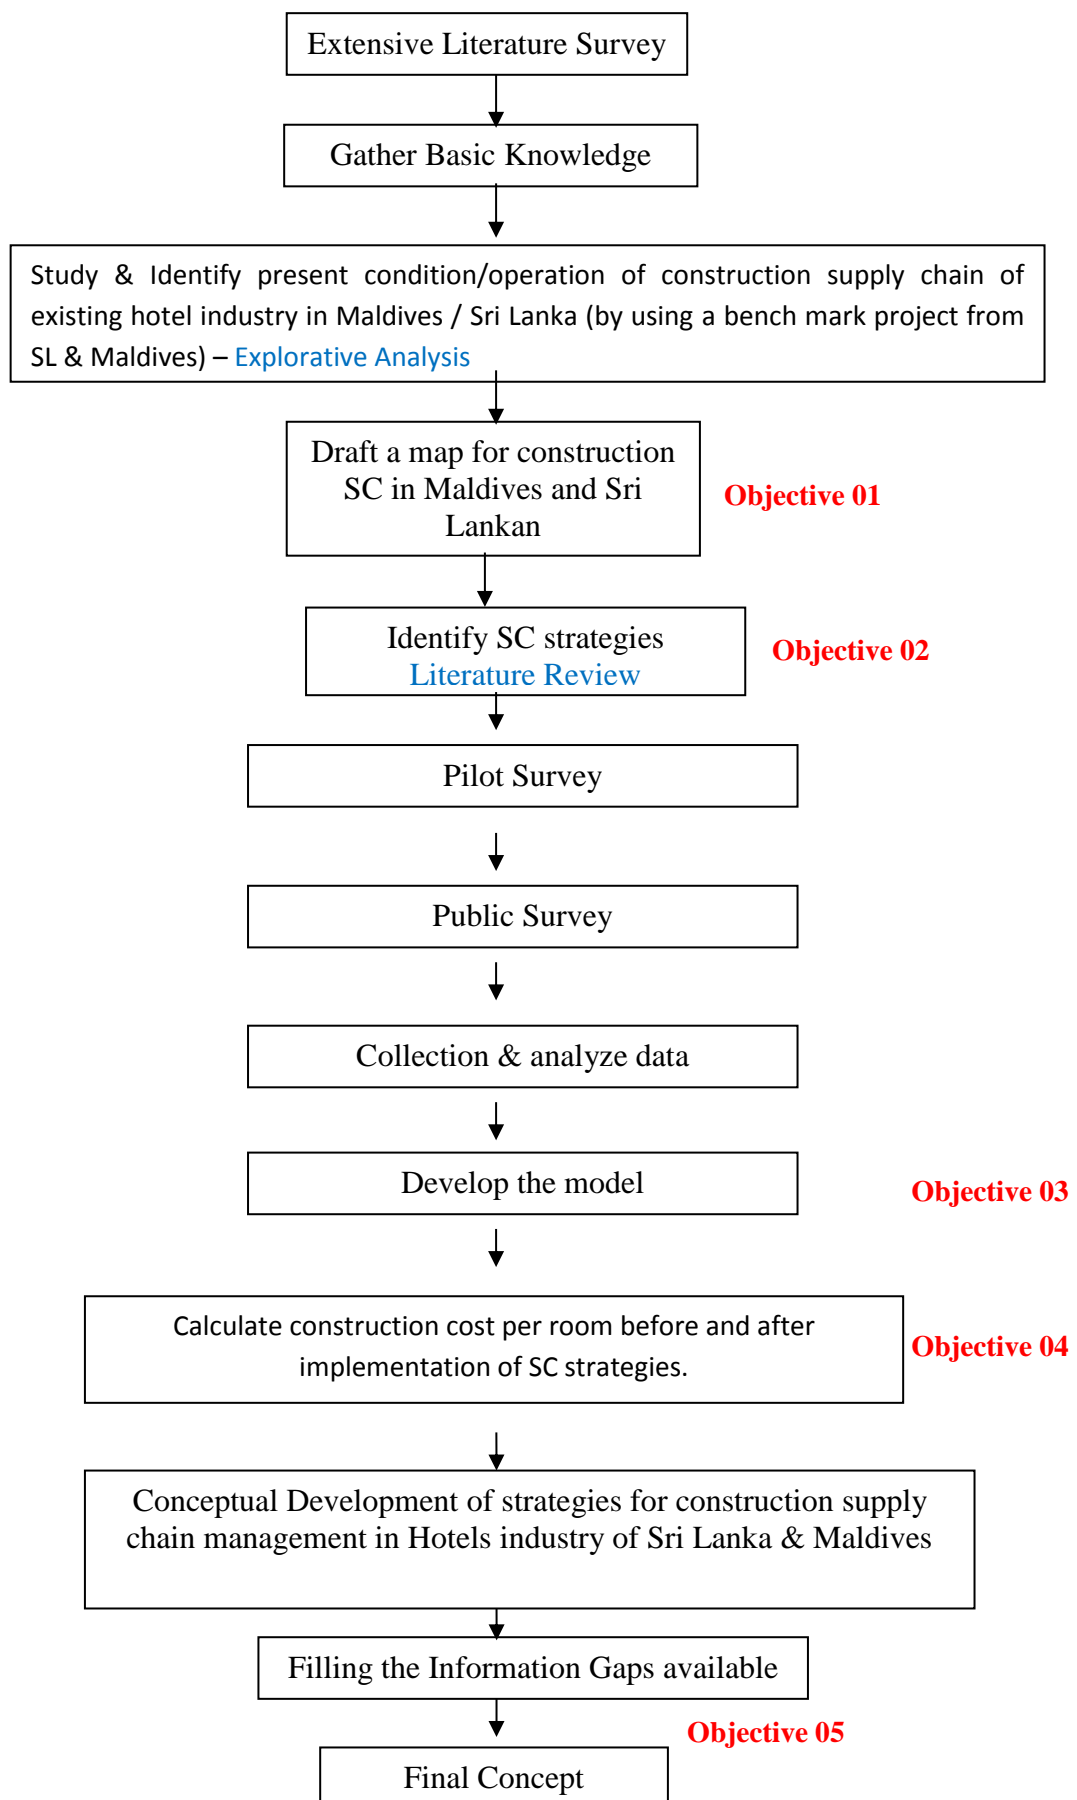 Extensive Literature Survey
Gather Basic Knowledge
Study & Identify present condition/operation of construction supply chain of
existing hotel industry in Maldives / Sri Lanka (by using a bench mark project from
SL & Maldives) – Explorative Analysis
Draft a map for construction
SC in Maldives and Sri
Lankan
Objective 01
Identify SC strategies
Literature Review
Objective 02
Pilot Survey
Public Survey
Collection & analyze data
Develop the model
Objective 03
Calculate construction cost per room before and after
implementation of SC strategies.
Objective 04
Conceptual Development of strategies for construction supply
chain management in Hotels industry of Sri Lanka & Maldives
Filling the Information Gaps available
Objective 05
Final Concept